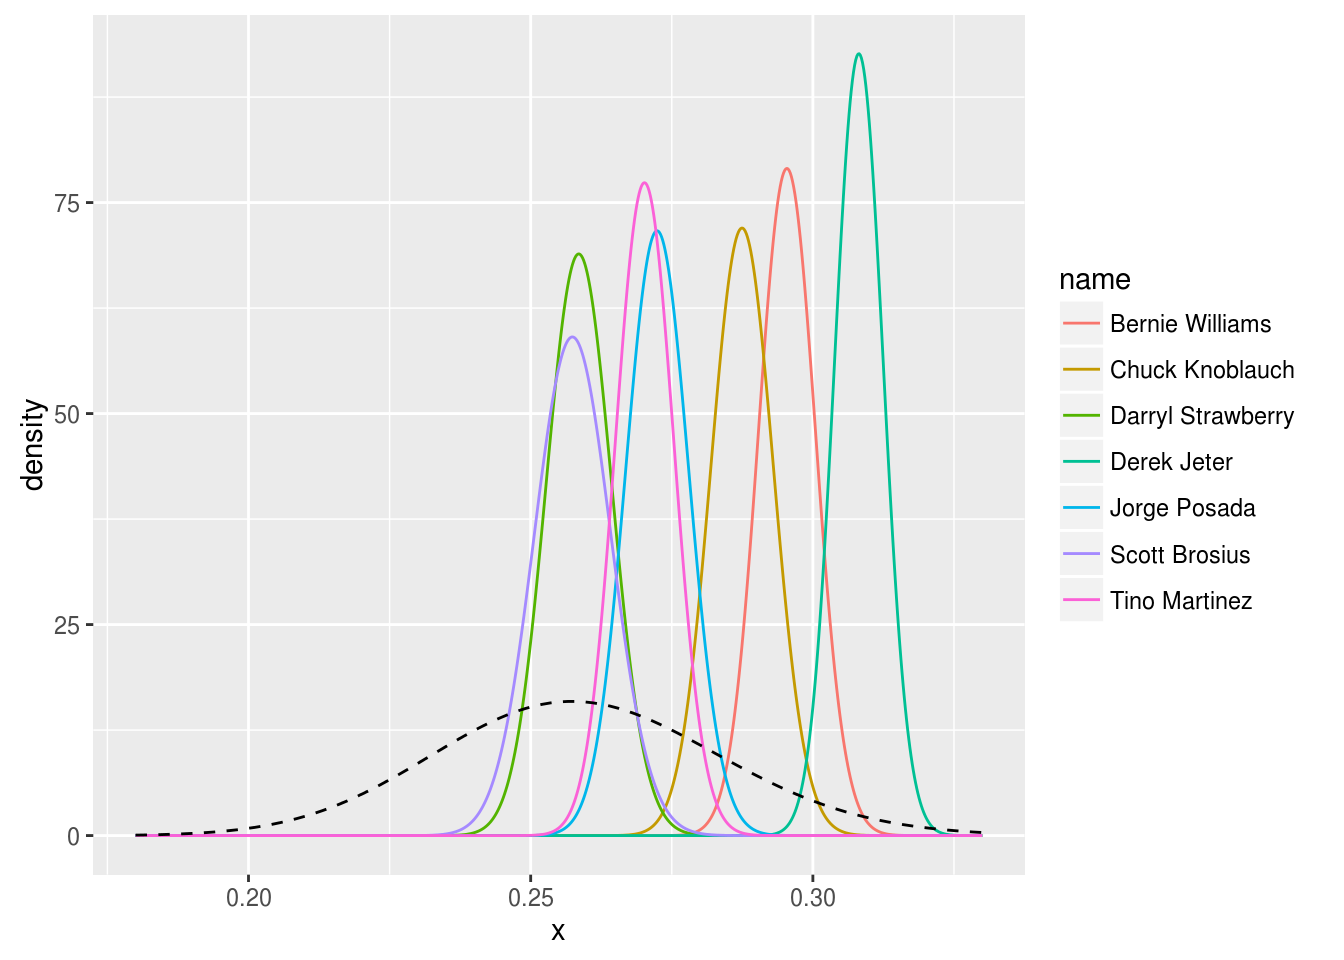 density
75
50
25
0
0.20
0.25
0.30
x
name
Bernie Williams
Chuck Knoblauch
Darryl Strawberry
Derek Jeter
Jorge Posada
Scott Brosius
Tino Martinez